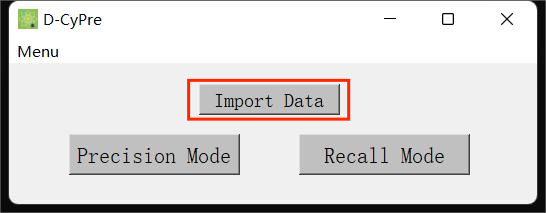 D-CyPre
Menu
Import Data
Precision Mode
Recall Mode